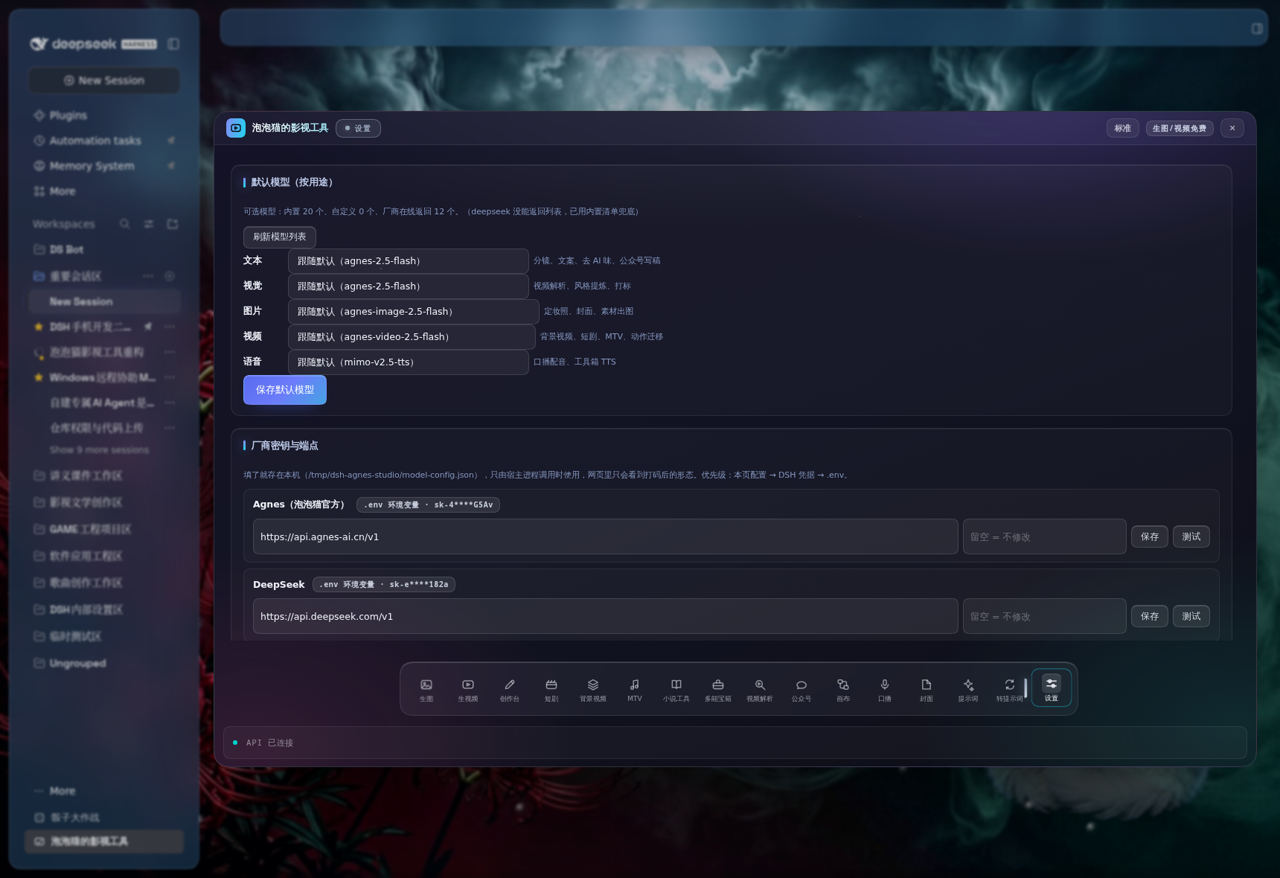 deepseek HARNESS
New Session
Plugins
Automation tasks
Memory System
More
Workspaces
DS Bot
重要会话区
New Session
DSH 手机开发二...
泡泡猫影视工具重构
Windows 远程协助 M...
自建专属 AI Agent 是...
仓库权限与代码上传
Show 9 more sessions
讲义课件工作区
影视文学创作区
GAME 工程项目区
软件应用工程区
歌曲创作工作区
DSH 内部设置区
临时测试区
Ungrouped
More
骰子大作战
泡泡猫的影视工具
泡泡猫的影视工具
设置
标准
生图/视频免费
×
默认模型（按用途）
可选模型：内置 20 个、自定义 0 个、厂商在线返回 12 个。（deepseek 没能返回列表，已用内置清单兜底）
刷新模型列表
文本 跟随默认（agnes-2.5-flash） 分镜、文案、去 AI 味、公众号写稿
视觉 跟随默认（agnes-2.5-flash） 视频解析、风格提炼、打标
图片 跟随默认（agnes-image-2.5-flash） 定妆照、封面、素材出图
视频 跟随默认（agnes-video-2.5-flash） 背景视频、短剧、MTV、动作迁移
语音 跟随默认（mimo-v2.5-tts） 口播配音、工具箱 TTS
保存默认模型
厂商密钥与端点
填了就存在本机（/tmp/dsh-agnes-studio/model-config.json），只由宿主进程调用时使用，网页里只会看到打码后的形态。优先级：本页配置 → DSH 凭据 → .env。
Agnes（泡泡猫官方） .env 环境变量 · sk-4****G5Av
https://api.agnes-ai.cn/v1 留空 = 不修改 保存 测试
DeepSeek .env 环境变量 · sk-e****182a
https://api.deepseek.com/v1 留空 = 不修改 保存 测试
生图 生视频 创作台 短剧 背景视频 MTV 小说工具 多能宝箱 视频解析 公众号 画布 口播 封面 提示词 转提示词 设置
API 已连接